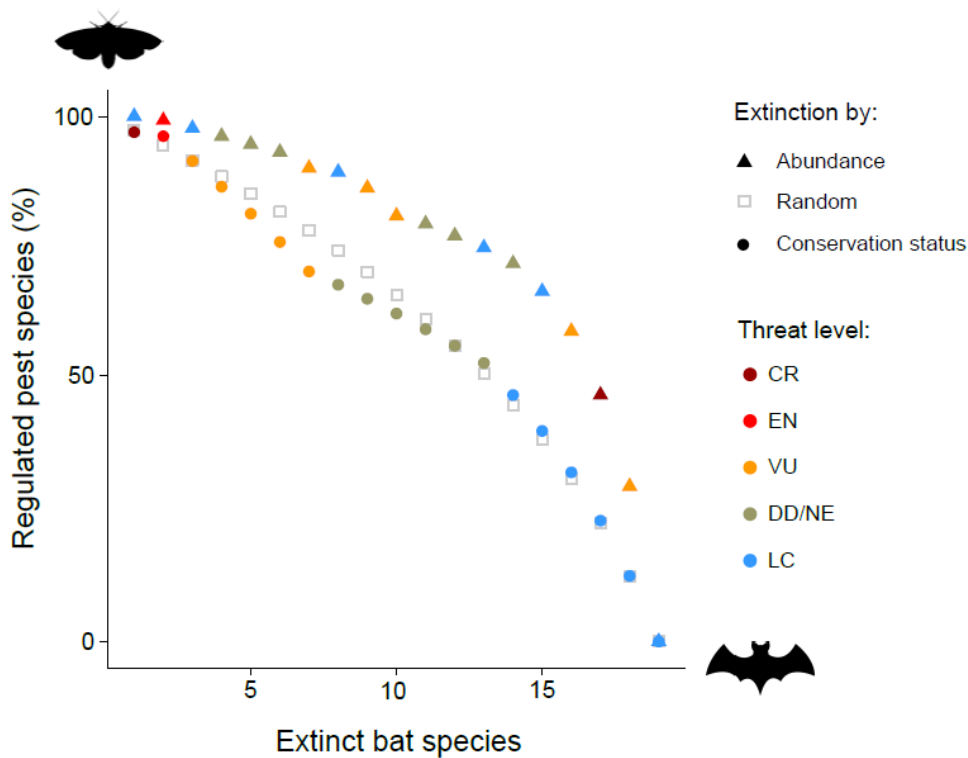 Extinction by:
Abundance
Random
Conservation status
Threat level:
CR
EN
VU
DD/NE
LC
Regulated pest species (%)
100
50
0
5
10
15
Extinct bat species